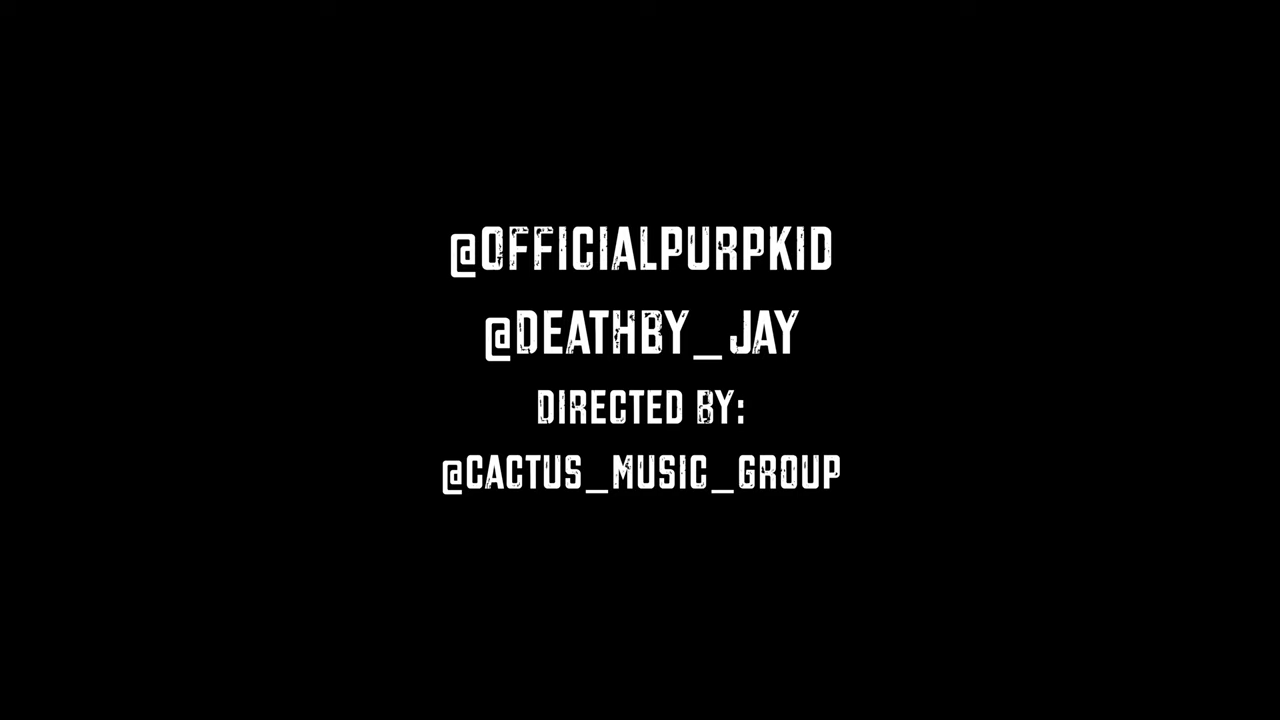 @OFFICIALPURPKID
@DEATHBY_JAY
DIRECTED BY:
@CACTUS_MUSIC_GROUP